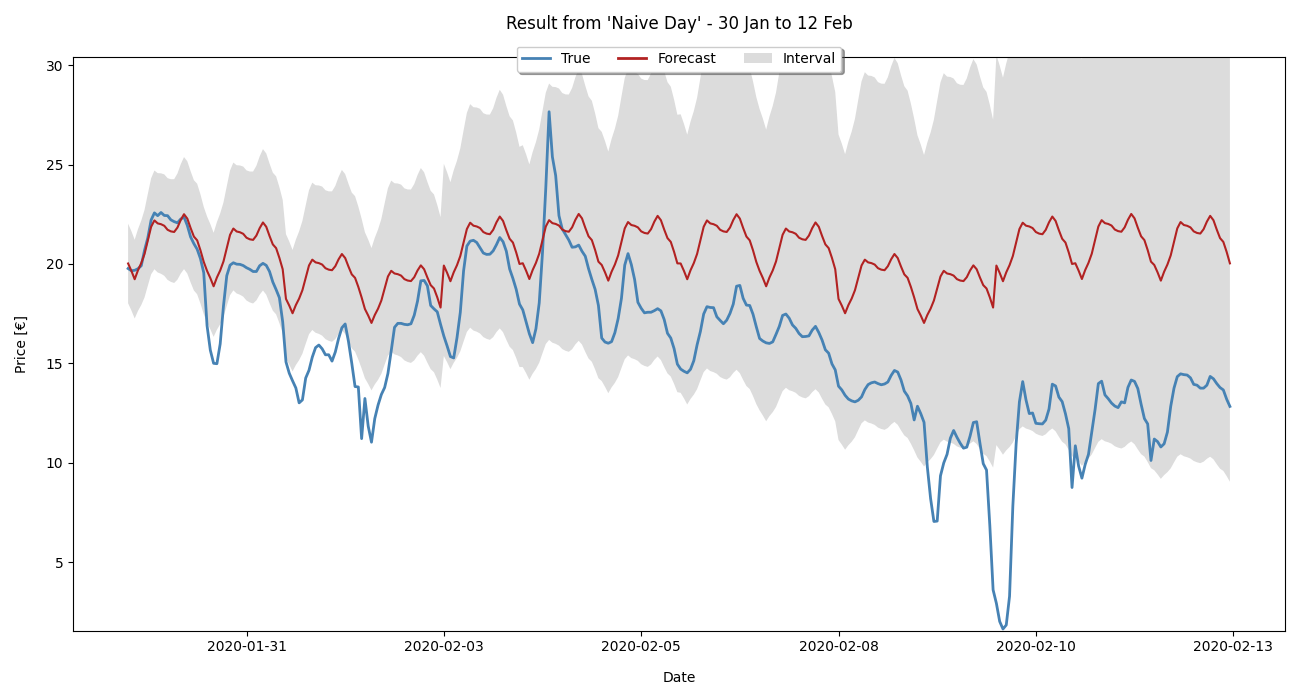 Result from 'Naive Day' - 30 Jan to 12 Feb
True Forecast Interval
30
25
20
15
10
5
Price [€]
2020-01-31 2020-02-03 2020-02-05 2020-02-08 2020-02-10 2020-02-13
Date